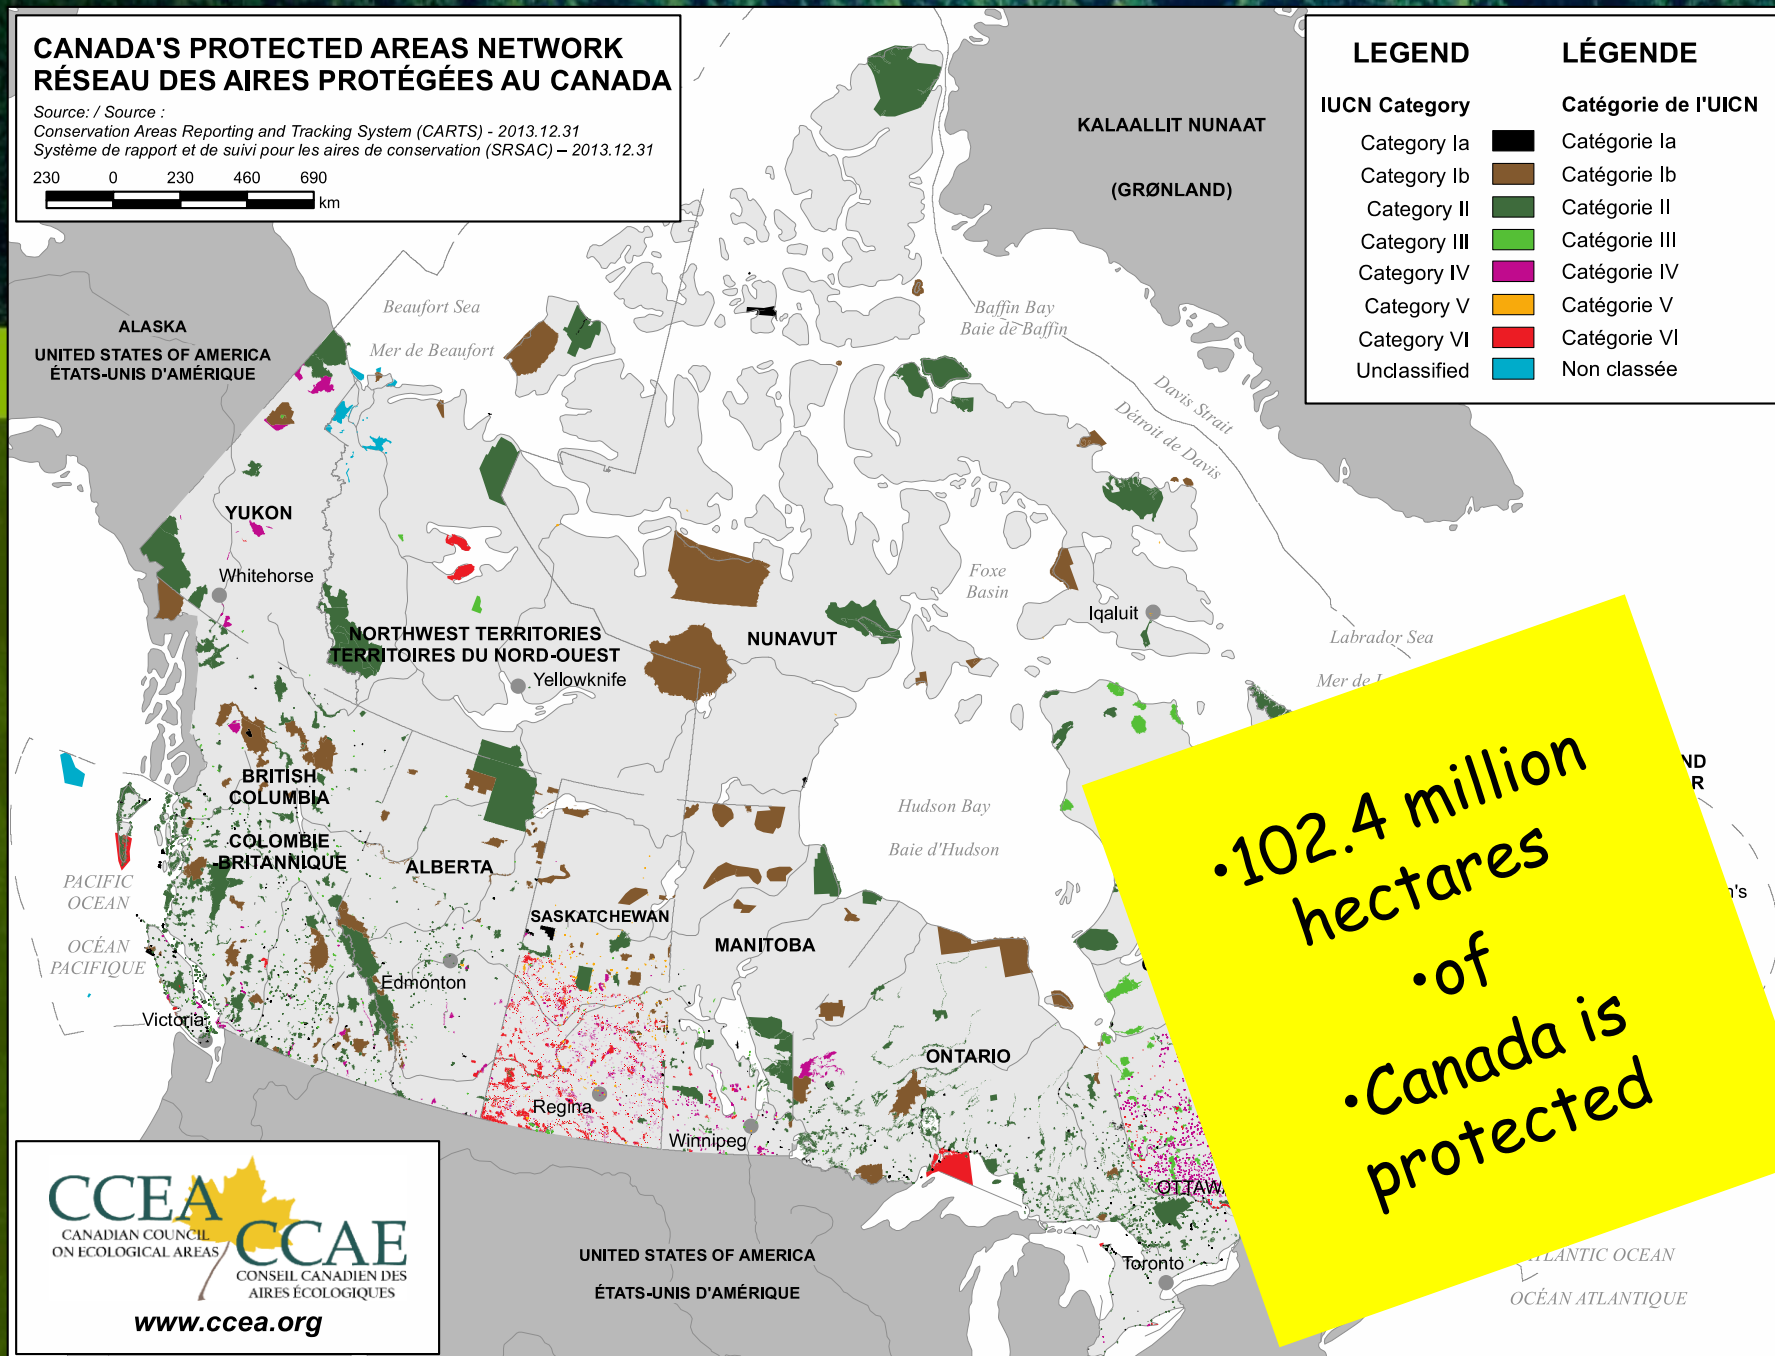 CANADA'S PROTECTED AREAS NETWORK
RÉSEAU DES AIRES PROTÉGÉES AU CANADA
Source: / Source :
Conservation Areas Reporting and Tracking System (CARTS) - 2013.12.31
Système de rapport et de suivi pour les aires de conservation (SRSAC) – 2013.12.31
230 0 230 460 690
km
LEGEND LÉGENDE
IUCN Category Catégorie de l'UICN
Category Ia Catégorie Ia
Category Ib Catégorie Ib
Category II Catégorie II
Category III Catégorie III
Category IV Catégorie IV
Category V Catégorie V
Category VI Catégorie VI
Unclassified Non classée
KALAALLIT NUNAAT
(GRØNLAND)
Beaufort Sea
Mer de Beaufort
Baffin Bay
Baie de Baffin
ALASKA
UNITED STATES OF AMERICA
ÉTATS-UNIS D'AMÉRIQUE
Davis Strait
Détroit de Davis
YUKON
Whitehorse
Foxe
Basin
Iqaluit
NORTHWEST TERRITORIES
TERRITOIRES DU NORD-OUEST
NUNAVUT
Yellowknife
Labrador Sea
Mer de
BRITISH
COLUMBIA
COLOMBIE
-BRITANNIQUE
ALBERTA
Hudson Bay
Baie d'Hudson
ND
R
PACIFIC
OCEAN
OCÉAN
PACIFIQUE
SASKATCHEWAN
MANITOBA
Edmonton
Victoria
ONTARIO
Regina
Winnipeg
OTTAWA
Toronto
UNITED STATES OF AMERICA
ÉTATS-UNIS D'AMÉRIQUE
ATLANTIC OCEAN
OCÉAN ATLANTIQUE
•102.4 million
hectares
•of
•Canada is
protected
CCEA
CANADIAN COUNCIL
ON ECOLOGICAL AREAS
CCAE
CONSEIL CANADIEN DES
AIRES ÉCOLOGIQUES
www.ccea.org